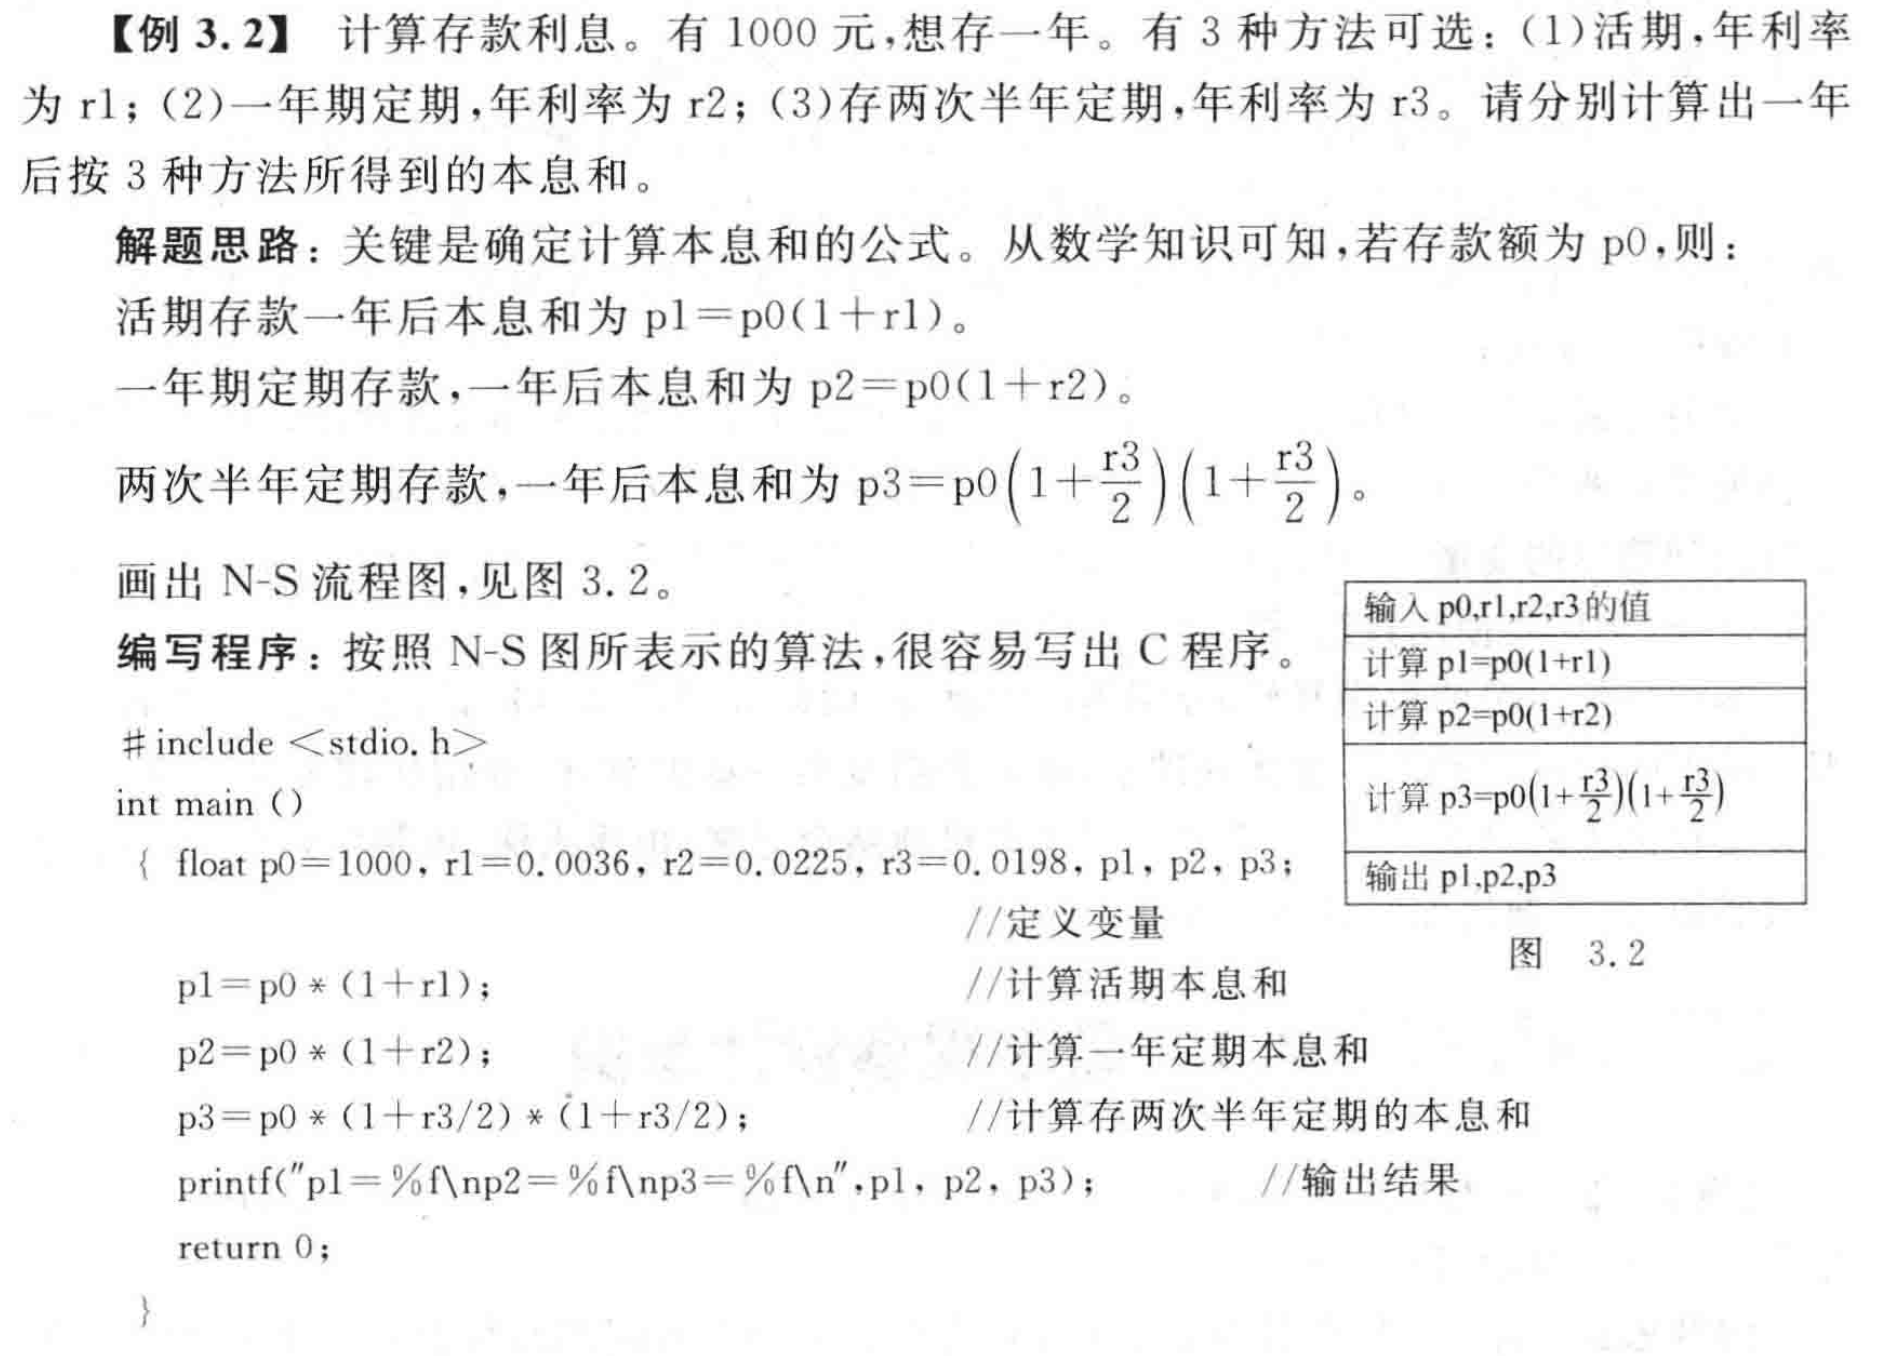 【例 3.2】 计算存款利息。有 1000 元,想存一年。有 3 种方法可选:(1)活期,年利率
为 r1;(2)一年期定期,年利率为 r2;(3)存两次半年定期,年利率为 r3。请分别计算出一年
后按 3 种方法所得到的本息和。
解题思路:关键是确定计算本息和的公式。从数学知识可知,若存款额为 p0,则:
活期存款一年后本息和为 p1=p0(1+r1)。
一年期定期存款,一年后本息和为 p2=p0(1+r2)。
两次半年定期存款,一年后本息和为 p3=p0(1+r3/2)(1+r3/2)。
画出 N-S 流程图,见图 3.2。
编写程序:按照 N-S 图所表示的算法,很容易写出 C 程序。
#include <stdio.h>
int main ()
{ float p0=1000, r1=0.0036, r2=0.0225, r3=0.0198, p1, p2, p3;
//定义变量
p1=p0 * (1+r1); //计算活期本息和
p2=p0 * (1+r2); //计算一年定期本息和
p3=p0 * (1+r3/2) * (1+r3/2); //计算存两次半年定期的本息和
printf("p1=%f\np2=%f\np3=%f\n",p1, p2, p3); //输出结果
return 0;
}
输入 p0,r1,r2,r3 的值
计算 p1=p0(1+r1)
计算 p2=p0(1+r2)
计算 p3=p0(1+r3/2)(1+r3/2)
输出 p1,p2,p3
图 3.2